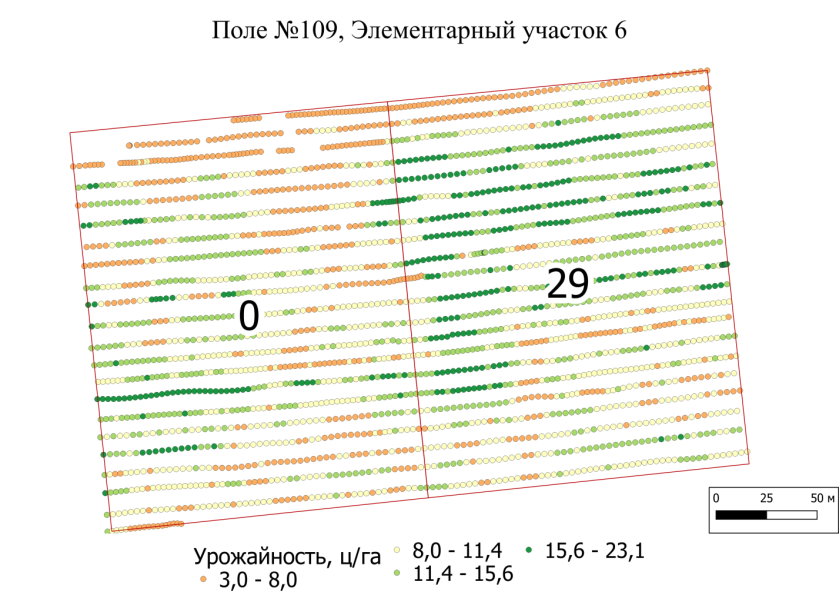 Поле №109, Элементарный участок 6
29
0
0 25 50 м
Урожайность, ц/га
8,0 - 11,4
15,6 - 23,1
3,0 - 8,0
11,4 - 15,6